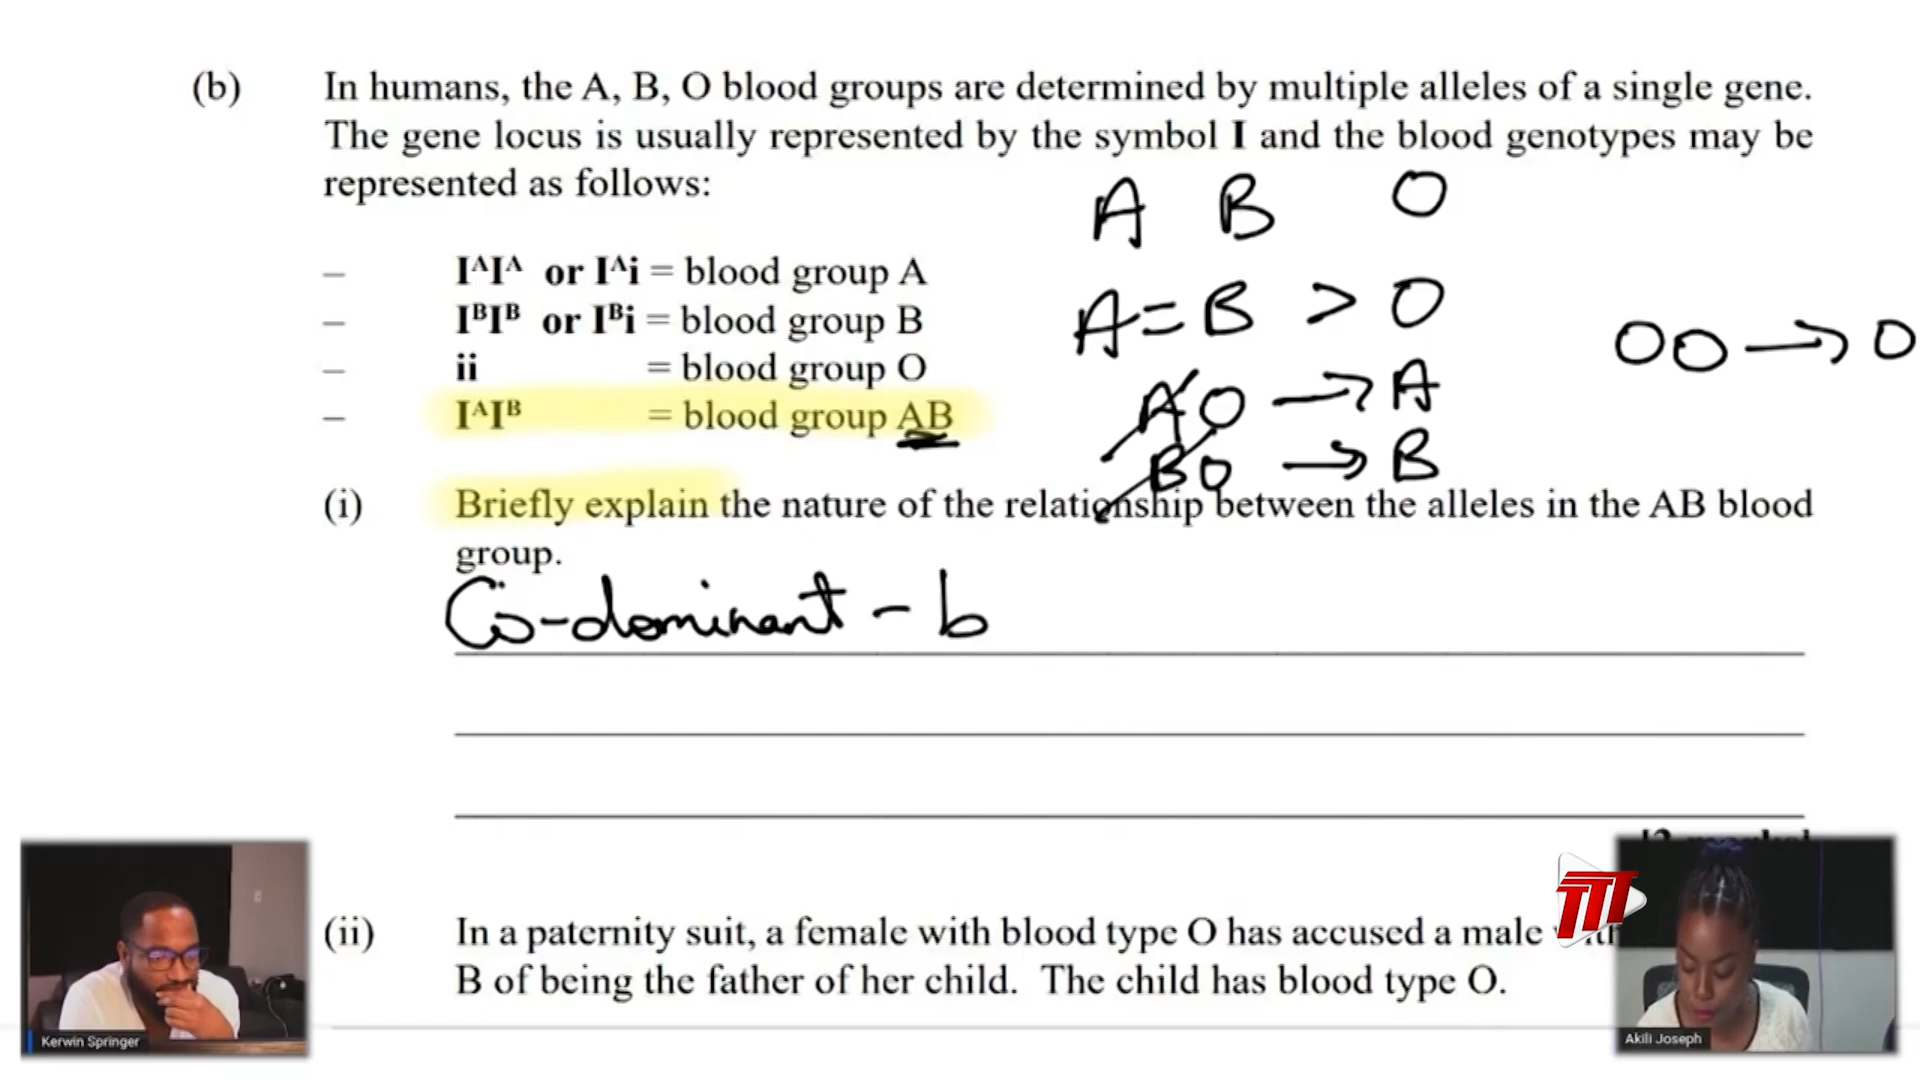 (b) In humans, the A, B, O blood groups are determined by multiple alleles of a single gene.
The gene locus is usually represented by the symbol I and the blood genotypes may be
represented as follows:
A B O
– IᴬIᴬ or Iᴬi = blood group A
– IᴮIᴮ or Iᴮi = blood group B
– ii = blood group O
– IᴬIᴮ = blood group AB
A = B > O
OO → O
AO → A
BO → B
(i) Briefly explain the nature of the relationship between the alleles in the AB blood
group.
Co-dominant - b
(ii) In a paternity suit, a female with blood type O has accused a male
B of being the father of her child. The child has blood type O.
TTT
Kerwin Springer
Akili Joseph